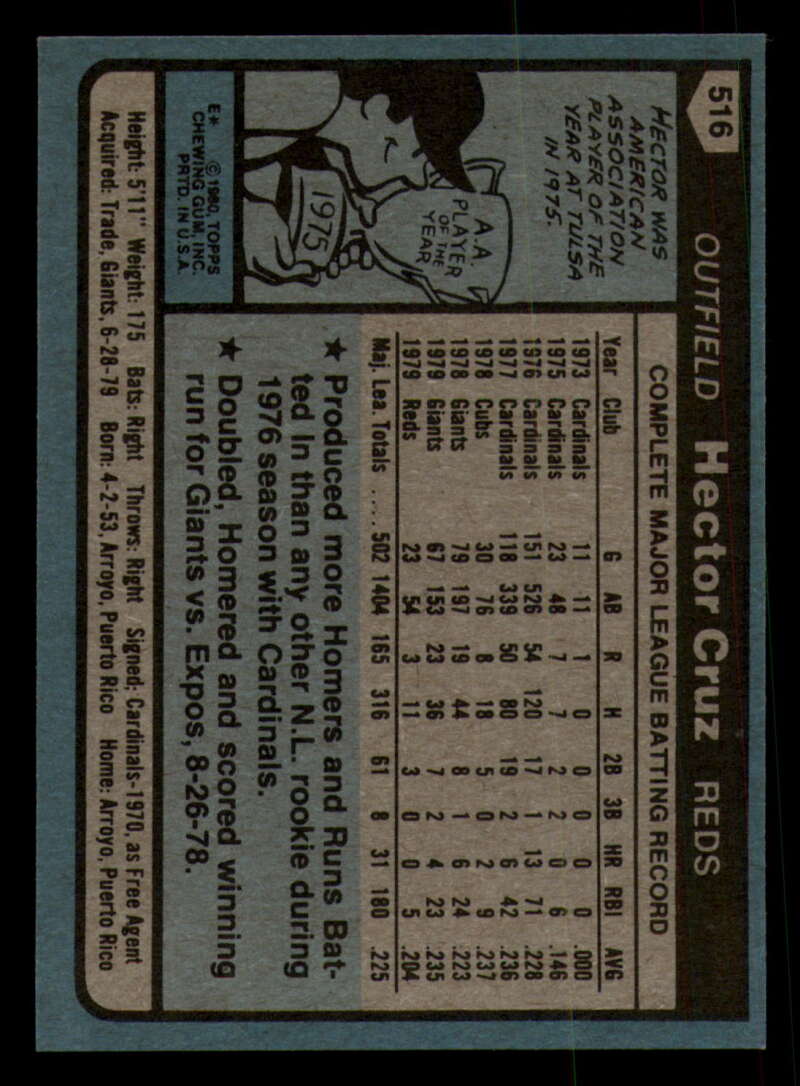 516
OUTFIELD Hector Cruz REDS
HECTOR WAS
AMERICAN
ASSOCIATION
PLAYER OF THE
YEAR AT TULSA
IN 1975.
A.A.
PLAYER
OF THE
YEAR
1975
E* © 1980, TOPPS
CHEWING GUM, INC.
PRTD. IN U.S.A.
COMPLETE MAJOR LEAGUE BATTING RECORD
Year Club G AB R H 2B 3B HR RBI AVG
1973 Cardinals 11 11 1 0 0 0 0 0 .000
1975 Cardinals 23 48 7 7 2 2 0 6 .146
1976 Cardinals 151 526 54 120 17 1 13 71 .228
1977 Cardinals 118 339 50 80 19 2 6 42 .236
1978 Cubs 30 76 8 18 5 0 2 9 .237
1978 Giants 79 197 19 44 8 1 6 24 .223
1979 Giants 67 153 23 36 7 2 4 23 .235
1979 Reds 23 54 3 11 3 0 0 5 .204
Maj. Lea. Totals ..... 502 1404 165 316 61 8 31 180 .225
★ Produced more Homers and Runs Bat-
ted In than any other N.L. rookie during
1976 season with Cardinals.
★ Doubled, Homered and scored winning
run for Giants vs. Expos, 8-26-78.
Height: 5'11" Weight: 175 Bats: Right Throws: Right Signed: Cardinals-1970, as Free Agent
Acquired: Trade, Giants, 6-28-79 Born: 4-2-53, Arroyo, Puerto Rico Home: Arroyo, Puerto Rico